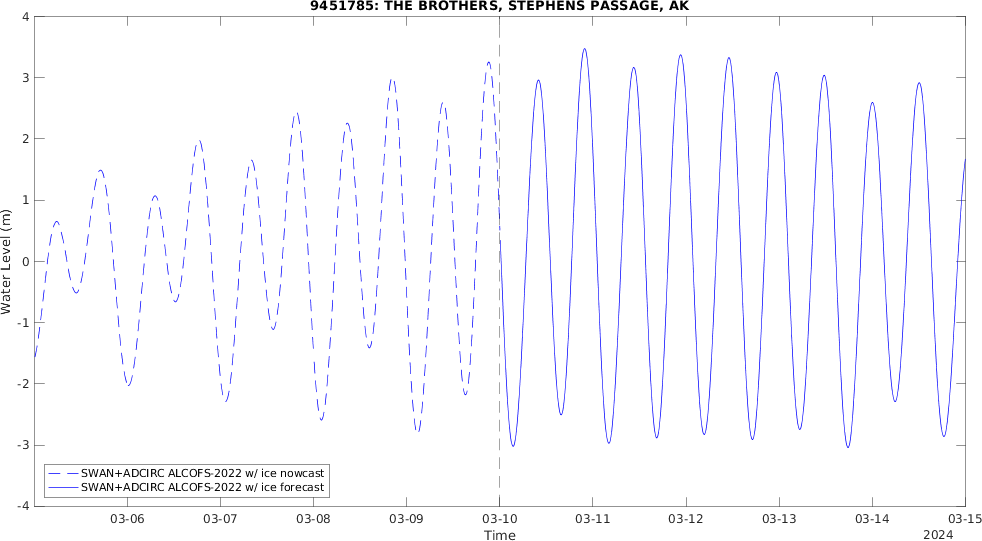 9451785: THE BROTHERS, STEPHENS PASSAGE, AK
4
3
2
1
0
-1
-2
-3
-4
Water Level (m)
SWAN+ADCIRC ALCOFS-2022 w/ ice nowcast
SWAN+ADCIRC ALCOFS-2022 w/ ice forecast
03-06 03-07 03-08 03-09 03-10 03-11 03-12 03-13 03-14 03-15
Time
2024